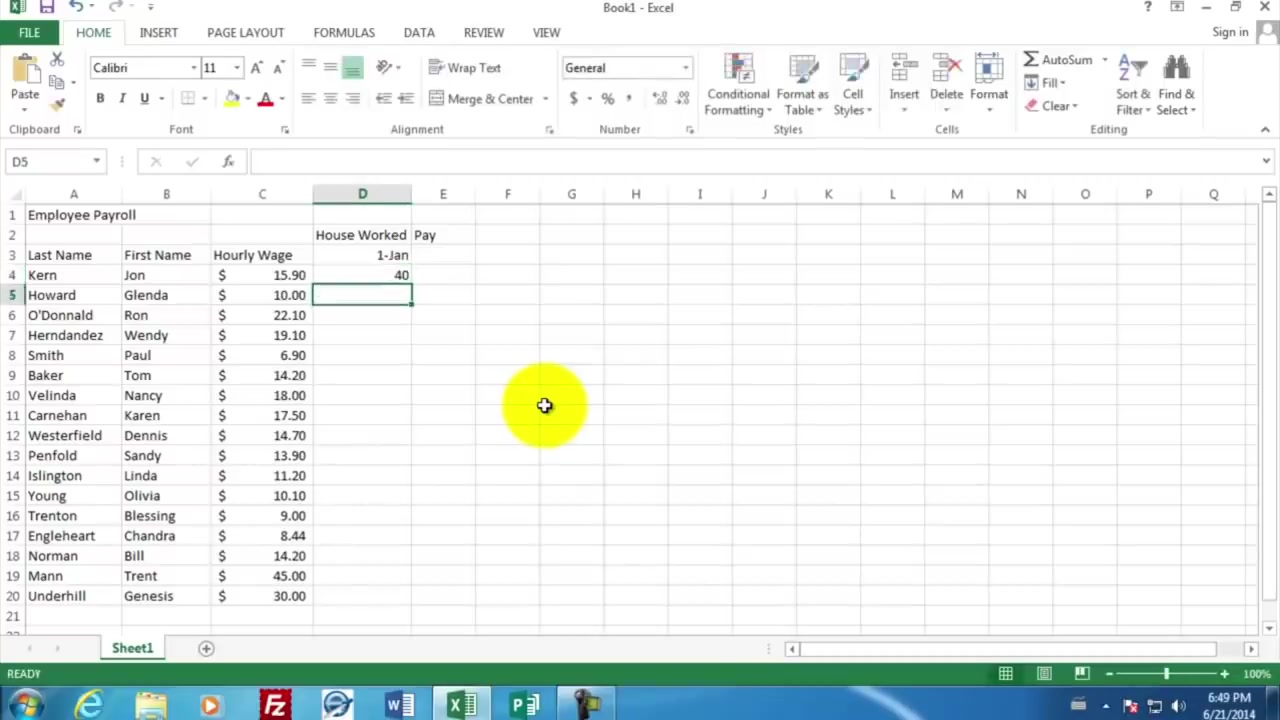 Book1 - Excel
?
FILE HOME INSERT PAGE LAYOUT FORMULAS DATA REVIEW VIEW Sign in
Paste Calibri 11 Wrap Text General Conditional Formatting Format as Table Cell Styles Insert Delete Format AutoSum Sort & Filter Find & Select
B I U Merge & Center $ % , Fill
Clear
Clipboard Font Alignment Number Styles Cells Editing
D5 fx
A B C D E F G H I J K L M N O P Q
1 Employee Payroll
2 House Worked Pay
3 Last Name First Name Hourly Wage 1-Jan
4 Kern Jon $ 15.90 40
5 Howard Glenda $ 10.00
6 O'Donnald Ron $ 22.10
7 Herndandez Wendy $ 19.10
8 Smith Paul $ 6.90
9 Baker Tom $ 14.20
10 Velinda Nancy $ 18.00
11 Carnehan Karen $ 17.50
12 Westerfield Dennis $ 14.70
13 Penfold Sandy $ 13.90
14 Islington Linda $ 11.20
15 Young Olivia $ 10.10
16 Trenton Blessing $ 9.00
17 Engleheart Chandra $ 8.44
18 Norman Bill $ 14.20
19 Mann Trent $ 45.00
20 Underhill Genesis $ 30.00
21
Sheet1
READY 100%
6:49 PM
6/21/2014